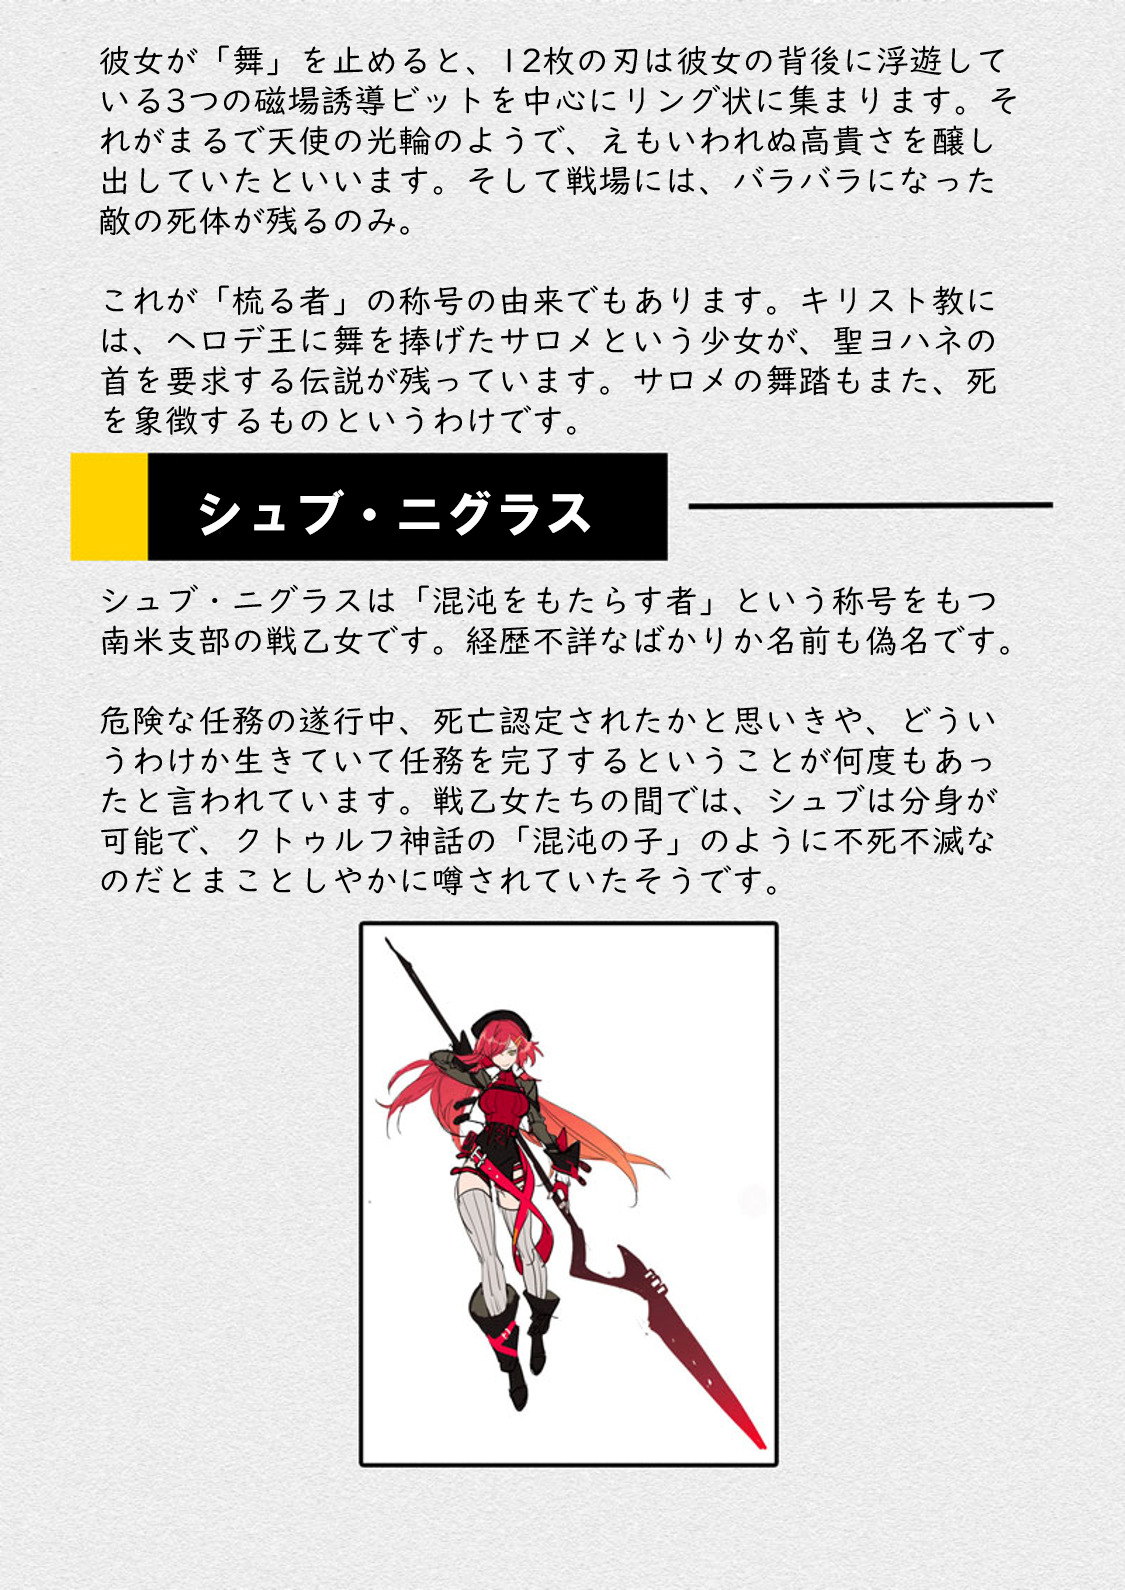 彼女が「舞」を止めると、12枚の刃は彼女の背後に浮遊して
いる3つの磁場誘導ビットを中心にリング状に集まります。そ
れがまるで天使の光輪のようで、えもいわれぬ高貴さを醸し
出していたといいます。そして戦場には、バラバラになった
敵の死体が残るのみ。
これが「梳る者」の称号の由来でもあります。キリスト教に
は、ヘロデ王に舞を捧げたサロメという少女が、聖ヨハネの
首を要求する伝説が残っています。サロメの舞踏もまた、死
を象徴するものというわけです。
シュブ・ニグラス
シュブ・ニグラスは「混沌をもたらす者」という称号をもつ
南米支部の戦乙女です。経歴不詳なばかりか名前も偽名です。
危険な任務の遂行中、死亡認定されたかと思いきや、どうい
うわけか生きていて任務を完了するということが何度もあっ
たと言われています。戦乙女たちの間では、シュブは分身が
可能で、クトゥルフ神話の「混沌の子」のように不死不滅な
のだとまことしやかに噂されていたそうです。